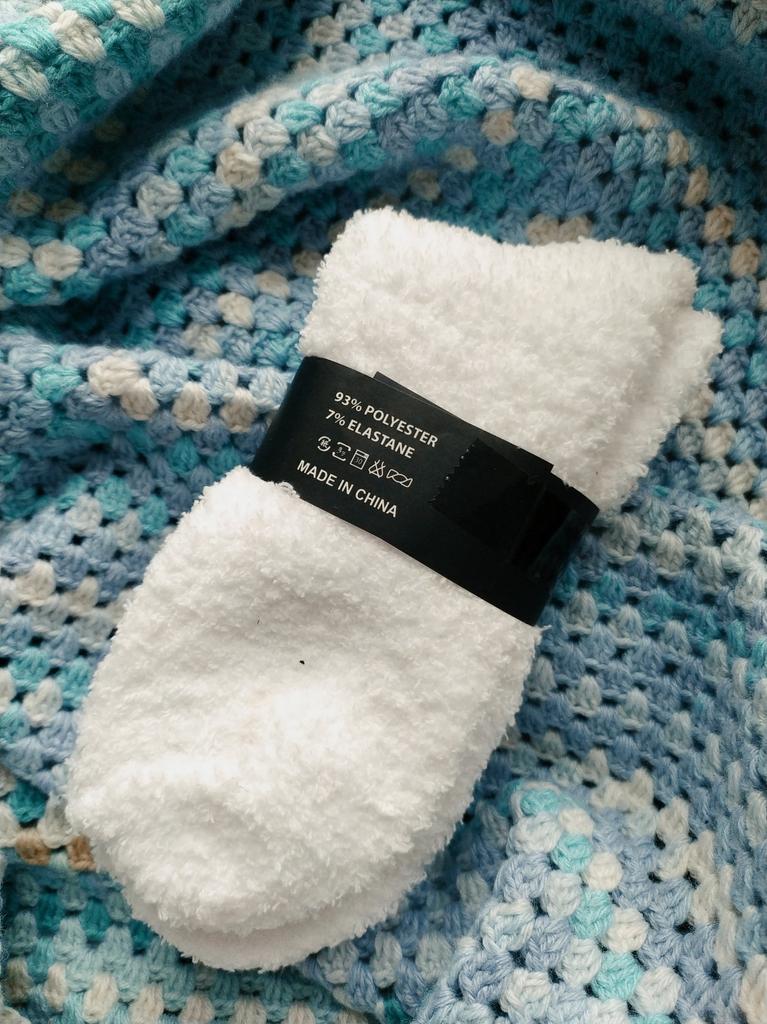 93% POLYESTER
7% ELASTANE
MADE IN CHINA